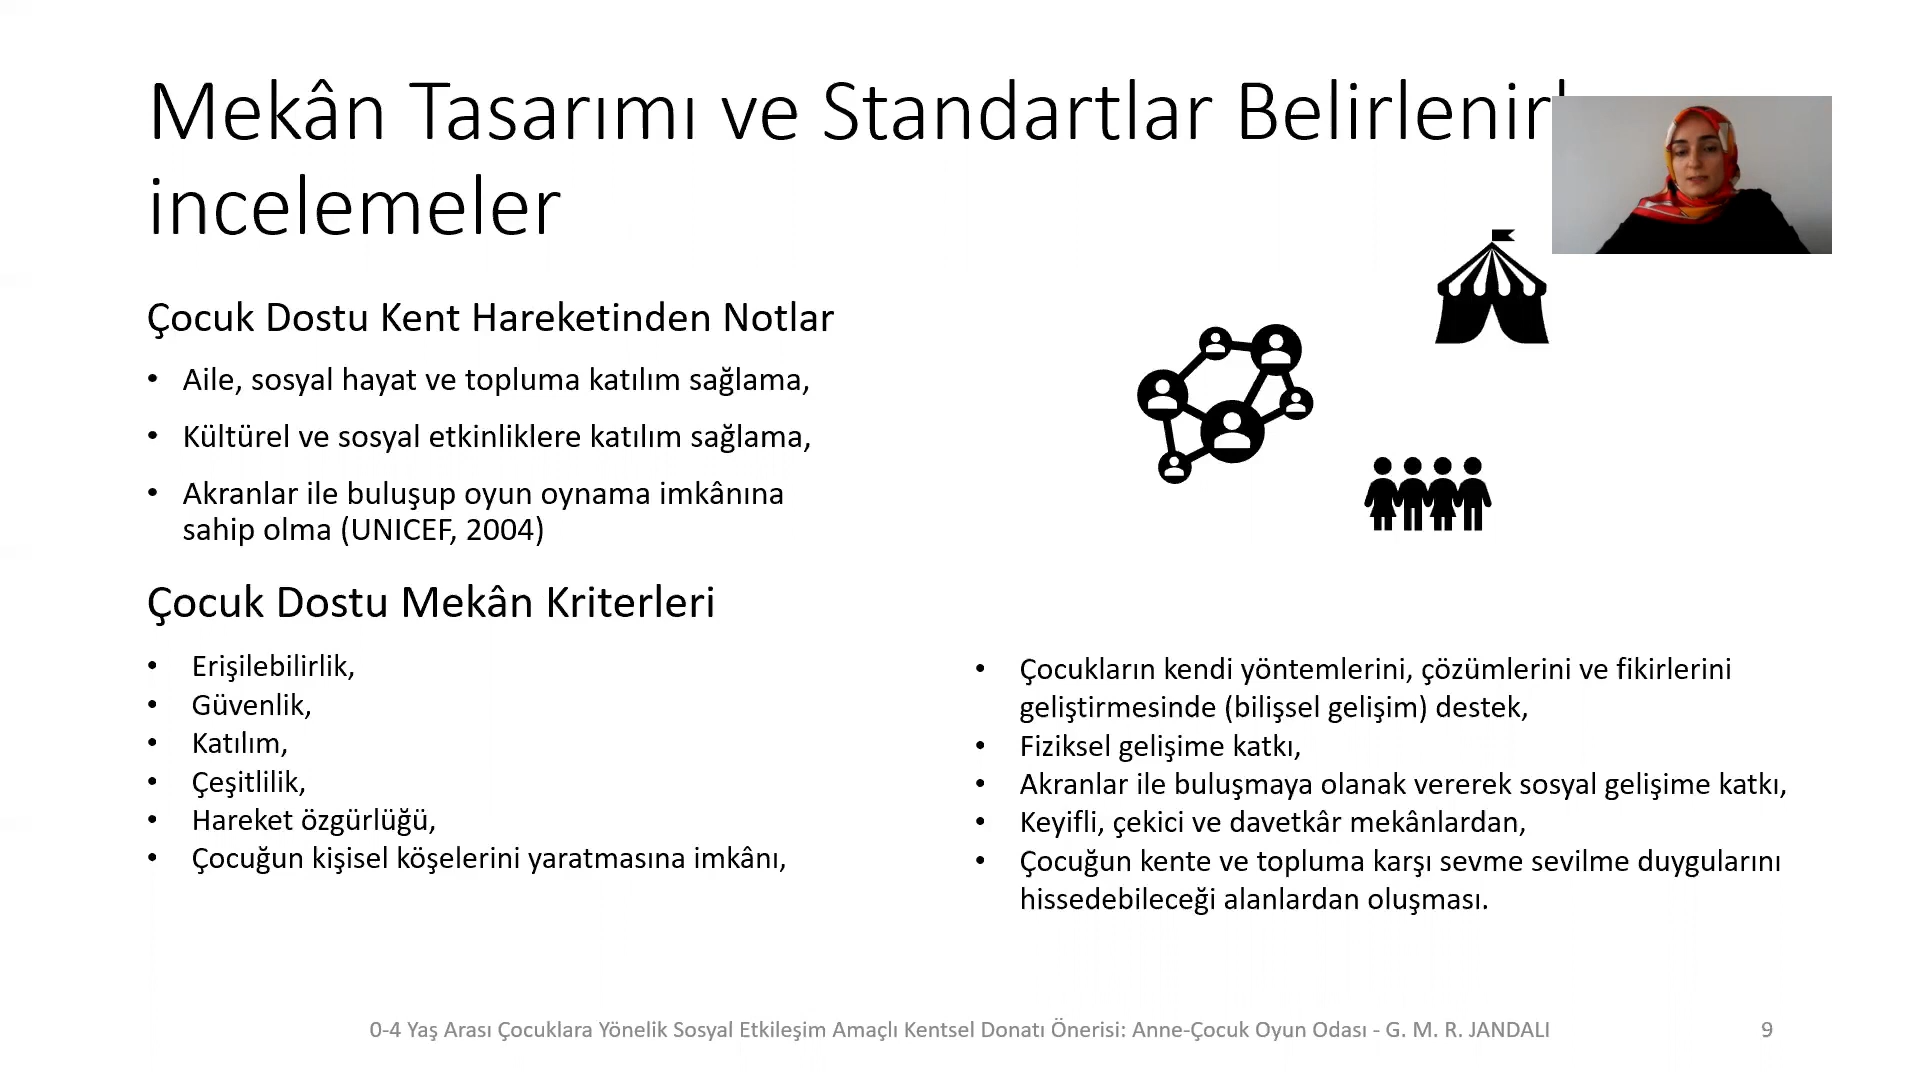 Mekân Tasarımı ve Standartlar
incelemeler
Çocuk Dostu Kent Hareketinden Notlar
• Aile, sosyal hayat ve topluma katılım sağlama,
• Kültürel ve sosyal etkinliklere katılım sağlama,
• Akranlar ile buluşup oyun oynama imkânına
sahip olma (UNICEF, 2004)
Çocuk Dostu Mekân Kriterleri
• Erişilebilirlik,
• Güvenlik,
• Katılım,
• Çeşitlilik,
• Hareket özgürlüğü,
• Çocuğun kişisel köşelerini yaratmasına imkânı,
• Çocukların kendi yöntemlerini, çözümlerini ve fikirlerini
geliştirmesinde (bilişsel gelişim) destek,
• Fiziksel gelişime katkı,
• Akranlar ile buluşmaya olanak vererek sosyal gelişime katkı,
• Keyifli, çekici ve davetkâr mekânlardan,
• Çocuğun kente ve topluma karşı sevme sevilme duygularını
hissedebileceği alanlardan oluşması.
0-4 Yaş Arası Çocuklara Yönelik Sosyal Etkileşim Amaçlı Kentsel Donatı Önerisi: Anne-Çocuk Oyun Odası - G. M. R. JANDALI
9